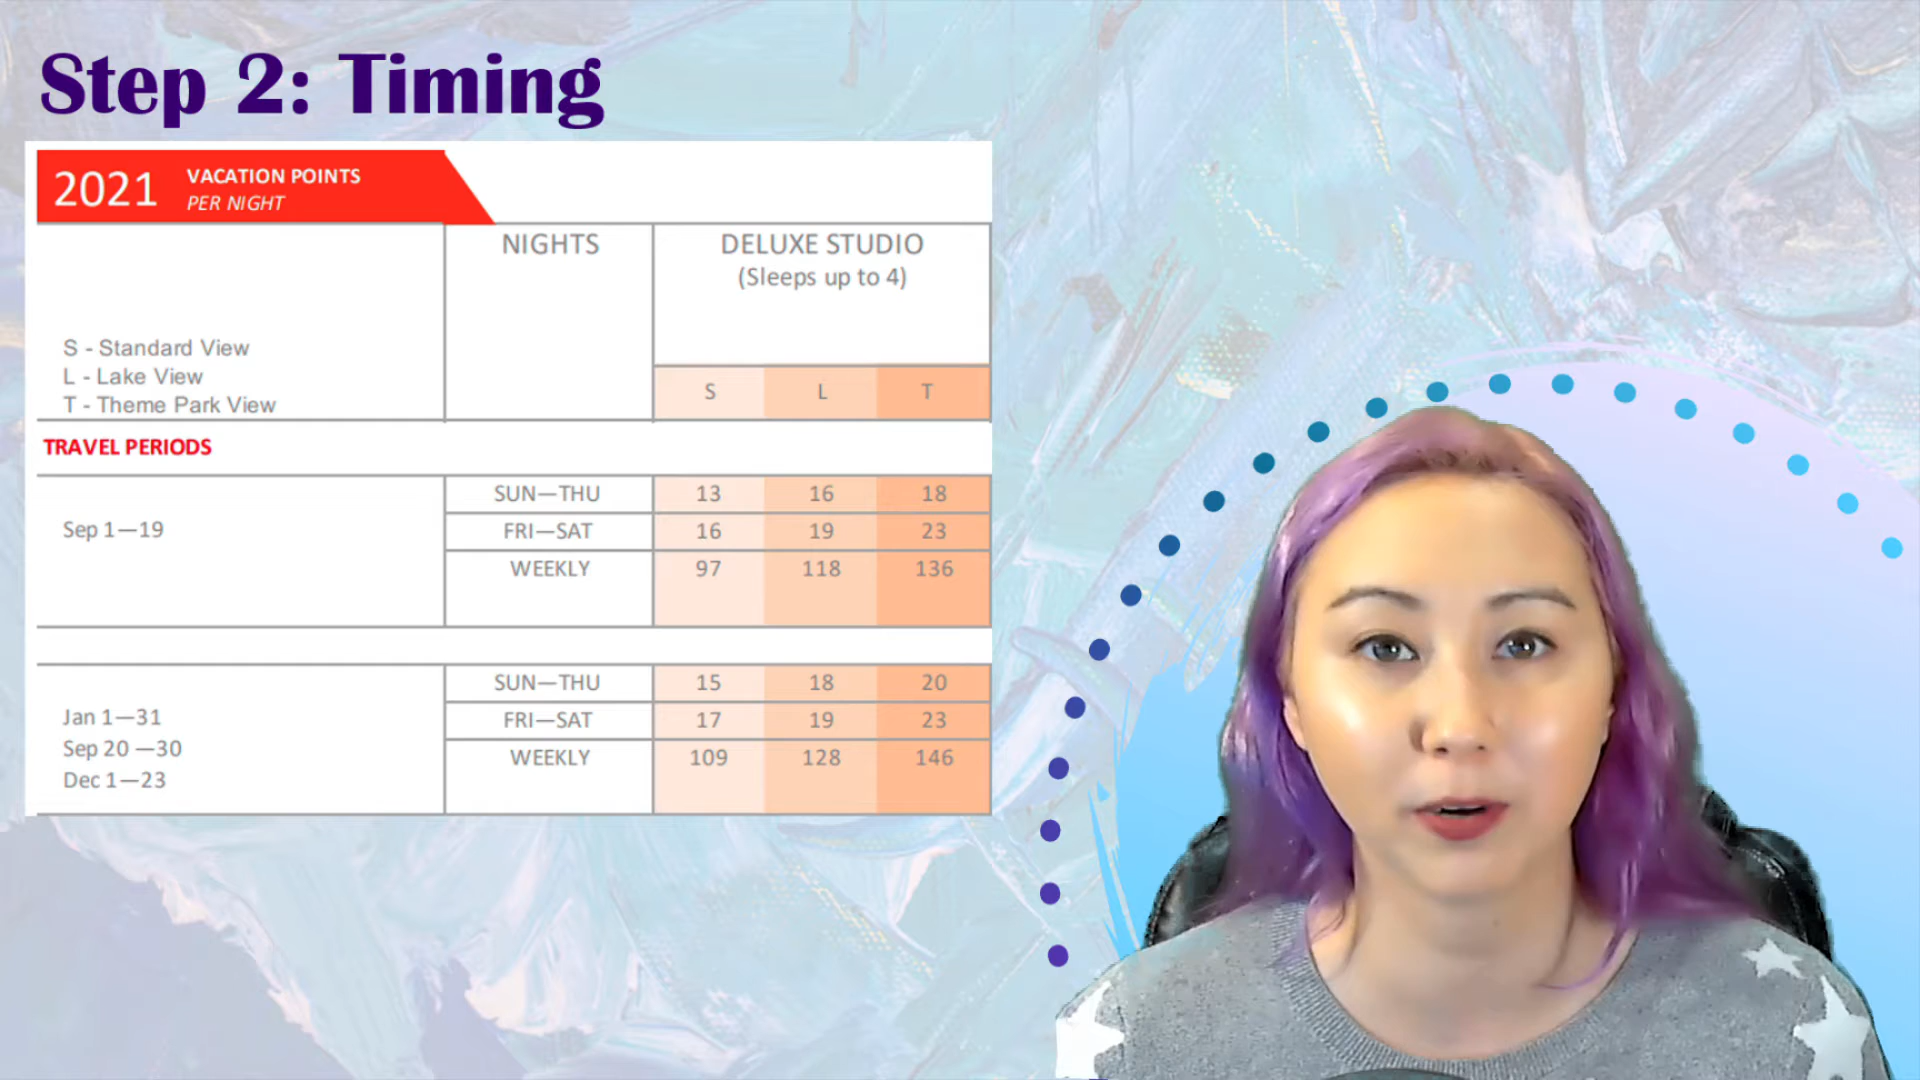 Step 2: Timing
2021 VACATION POINTS
PER NIGHT
NIGHTS DELUXE STUDIO
(Sleeps up to 4)
S - Standard View
L - Lake View
T - Theme Park View
S L T
TRAVEL PERIODS
Sep 1—19
SUN—THU 13 16 18
FRI—SAT 16 19 23
WEEKLY 97 118 136
Jan 1—31
Sep 20 —30
Dec 1—23
SUN—THU 15 18 20
FRI—SAT 17 19 23
WEEKLY 109 128 146